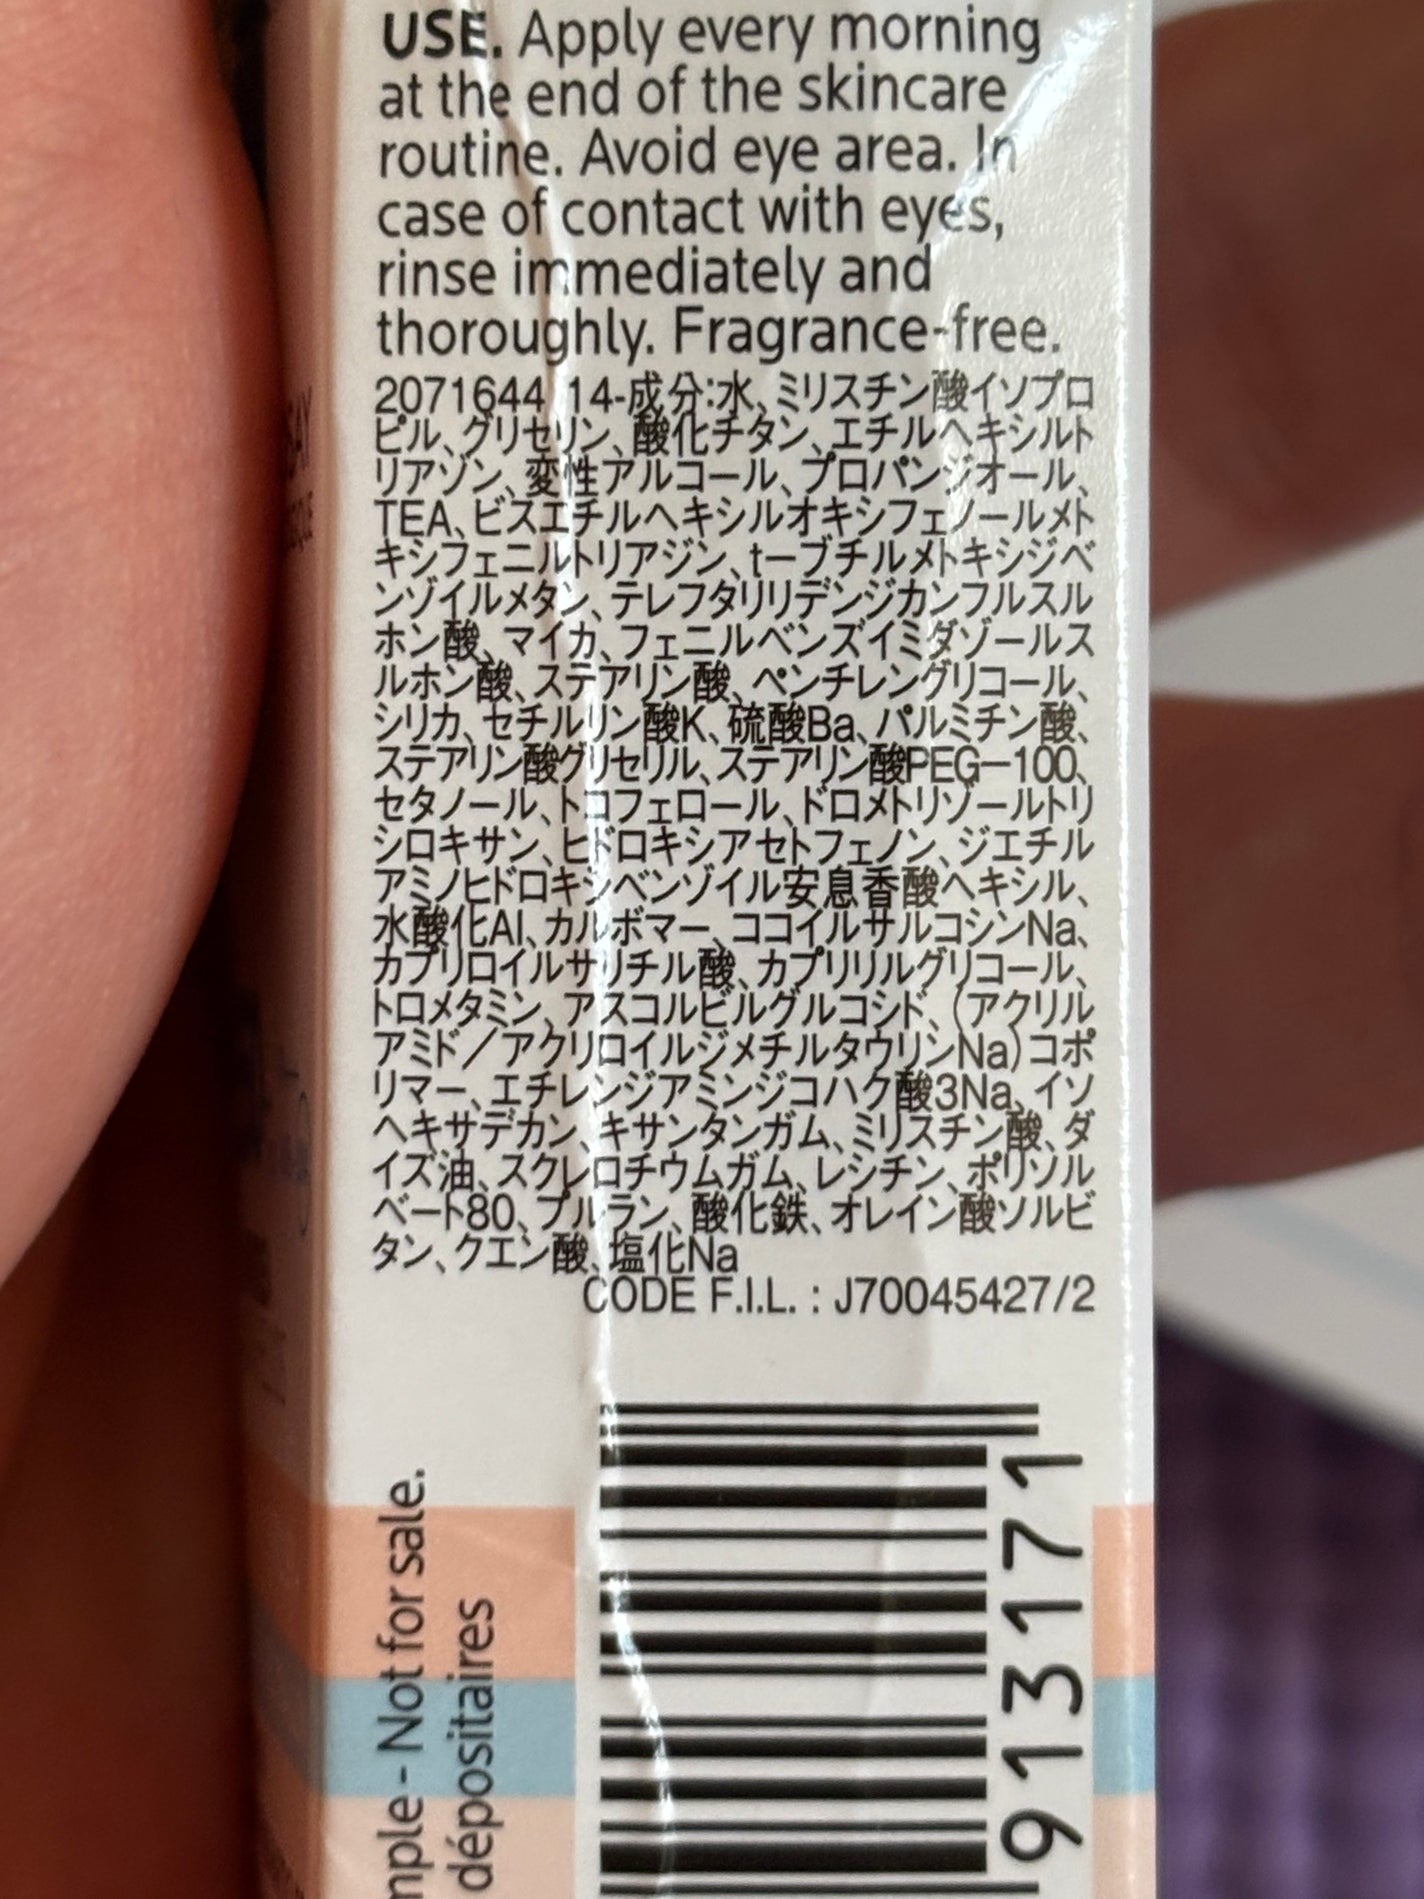 USE. Apply every morning
at the end of the skincare
routine. Avoid eye area. In
case of contact with eyes,
rinse immediately and
thoroughly. Fragrance-free.
2071644 14-成分:水、ミリスチン酸イソプロ
ピル、グリセリン、酸化チタン、エチルヘキシルト
リアゾン、変性アルコール、プロパンジオール、
TEA、ビスエチルヘキシルオキシフェノールメト
キシフェニルトリアジン、t－ブチルメトキシジベ
ンゾイルメタン、テレフタリリデンジカンフルスル
ホン酸、マイカ、フェニルベンズイミダゾールス
ルホン酸、ステアリン酸、ペンチレングリコール、
シリカ、セチルリン酸K、硫酸Ba、パルミチン酸、
ステアリン酸グリセリル、ステアリン酸PEG－100、
セタノール、トコフェロール、ドロメトリゾールトリ
シロキサン、ヒドロキシアセトフェノン、ジエチル
アミノヒドロキシベンゾイル安息香酸ヘキシル、
水酸化Al、カルボマー、ココイルサルコシンNa、
カプリロイルサリチル酸、カプリリルグリコール、
トロメタミン、アスコルビルグルコシド、(アクリル
アミド／アクリロイルジメチルタウリンNa)コポ
リマー、エチレンジアミンジコハク酸3Na、イソ
ヘキサデカン、キサンタンガム、ミリスチン酸、ダ
イズ油、スクレロチウムガム、レシチン、ポリソル
ベート80、プルラン、酸化鉄、オレイン酸ソルビ
タン、クエン酸、塩化Na
CODE F.I.L. : J70045427/2
mple - Not for sale.
dépositaires
913171